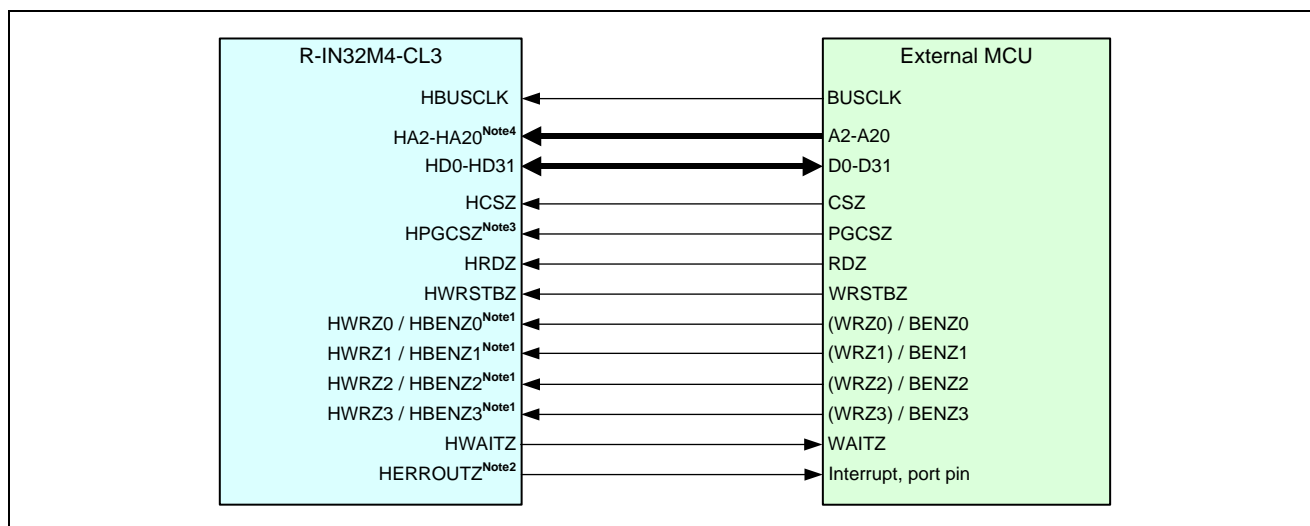 R-IN32M4-CL3 External MCU
HBUSCLK BUSCLK
HA2-HA20Note4 A2-A20
HD0-HD31 D0-D31
HCSZ CSZ
HPGCSZNote3 PGCSZ
HRDZ RDZ
HWRSTBZ WRSTBZ
HWRZ0 / HBENZ0Note1 (WRZ0) / BENZ0
HWRZ1 / HBENZ1Note1 (WRZ1) / BENZ1
HWRZ2 / HBENZ2Note1 (WRZ2) / BENZ2
HWRZ3 / HBENZ3Note1 (WRZ3) / BENZ3
HWAITZ WAITZ
HERROUTZNote2 Interrupt, port pin